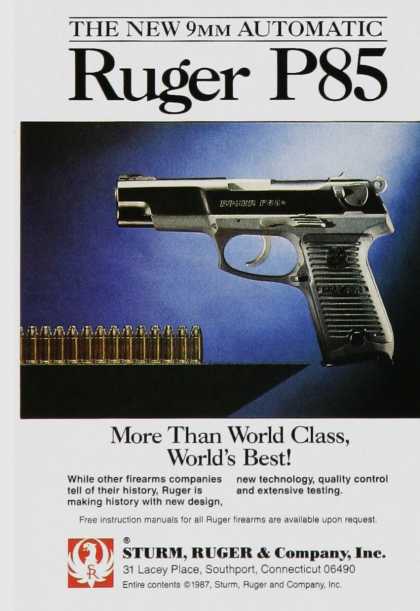 THE NEW 9MM AUTOMATIC
Ruger P85
RUGER P85
More Than World Class,
World's Best!
While other firearms companies
tell of their history, Ruger is
making history with new design,
new technology, quality control
and extensive testing.
Free instruction manuals for all Ruger firearms are available upon request.
®
STURM, RUGER & Company, Inc.
31 Lacey Place, Southport, Connecticut 06490
Entire contents ©1987, Sturm, Ruger and Company, Inc.
SR